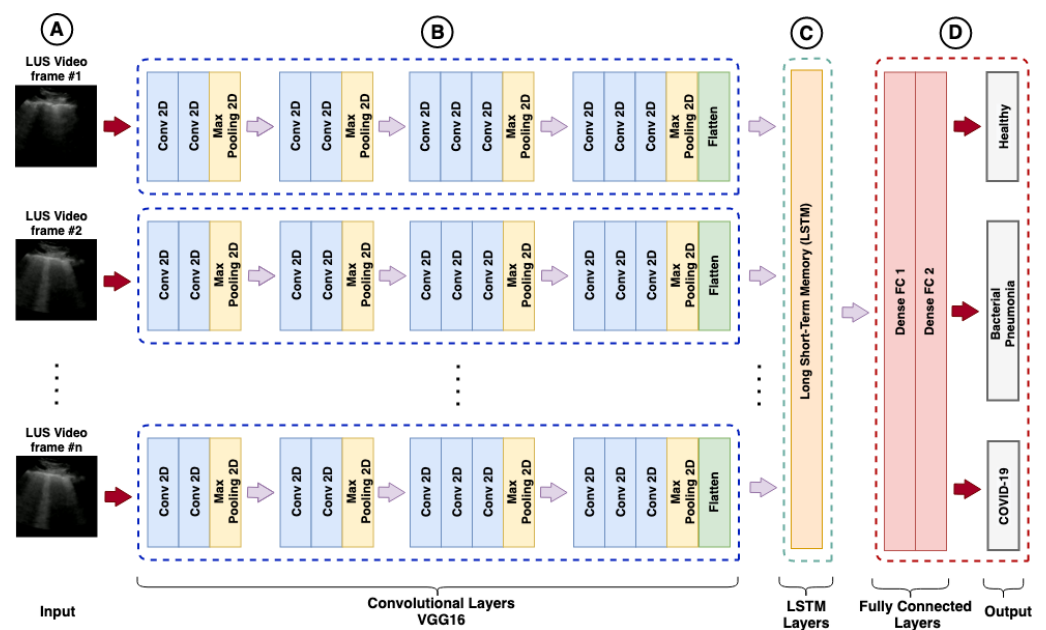 A
B
C
D
LUS Video
frame #1
Conv 2D
Conv 2D
Max
Pooling 2D
Conv 2D
Conv 2D
Max
Pooling 2D
Conv 2D
Conv 2D
Conv 2D
Max
Pooling 2D
Conv 2D
Conv 2D
Conv 2D
Max
Pooling 2D
Flatten
LUS Video
frame #2
Conv 2D
Conv 2D
Max
Pooling 2D
Conv 2D
Conv 2D
Max
Pooling 2D
Conv 2D
Conv 2D
Conv 2D
Max
Pooling 2D
Conv 2D
Conv 2D
Conv 2D
Max
Pooling 2D
Flatten
LUS Video
frame #n
Conv 2D
Conv 2D
Max
Pooling 2D
Conv 2D
Conv 2D
Max
Pooling 2D
Conv 2D
Conv 2D
Conv 2D
Max
Pooling 2D
Conv 2D
Conv 2D
Conv 2D
Max
Pooling 2D
Flatten
Long Short-Term Memory (LSTM)
Dense FC 1
Dense FC 2
Healthy
Bacterial
Pneumonia
COVID-19
Input
Convolutional Layers
VGG16
LSTM
Layers
Fully Connected
Layers
Output